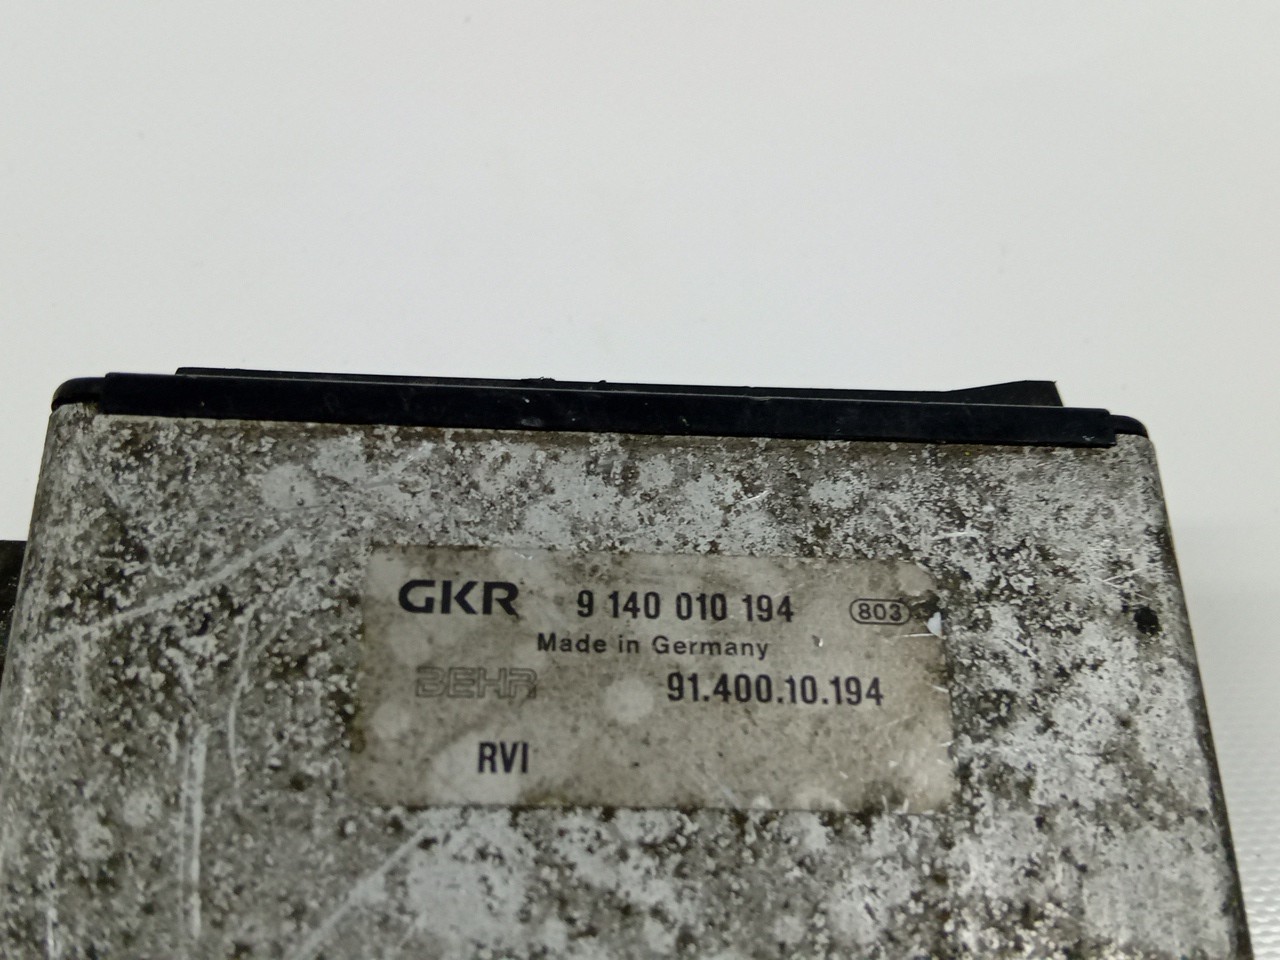 GKR 9 140 010 194 803
Made in Germany
BEHR 91.400.10.194
RVI